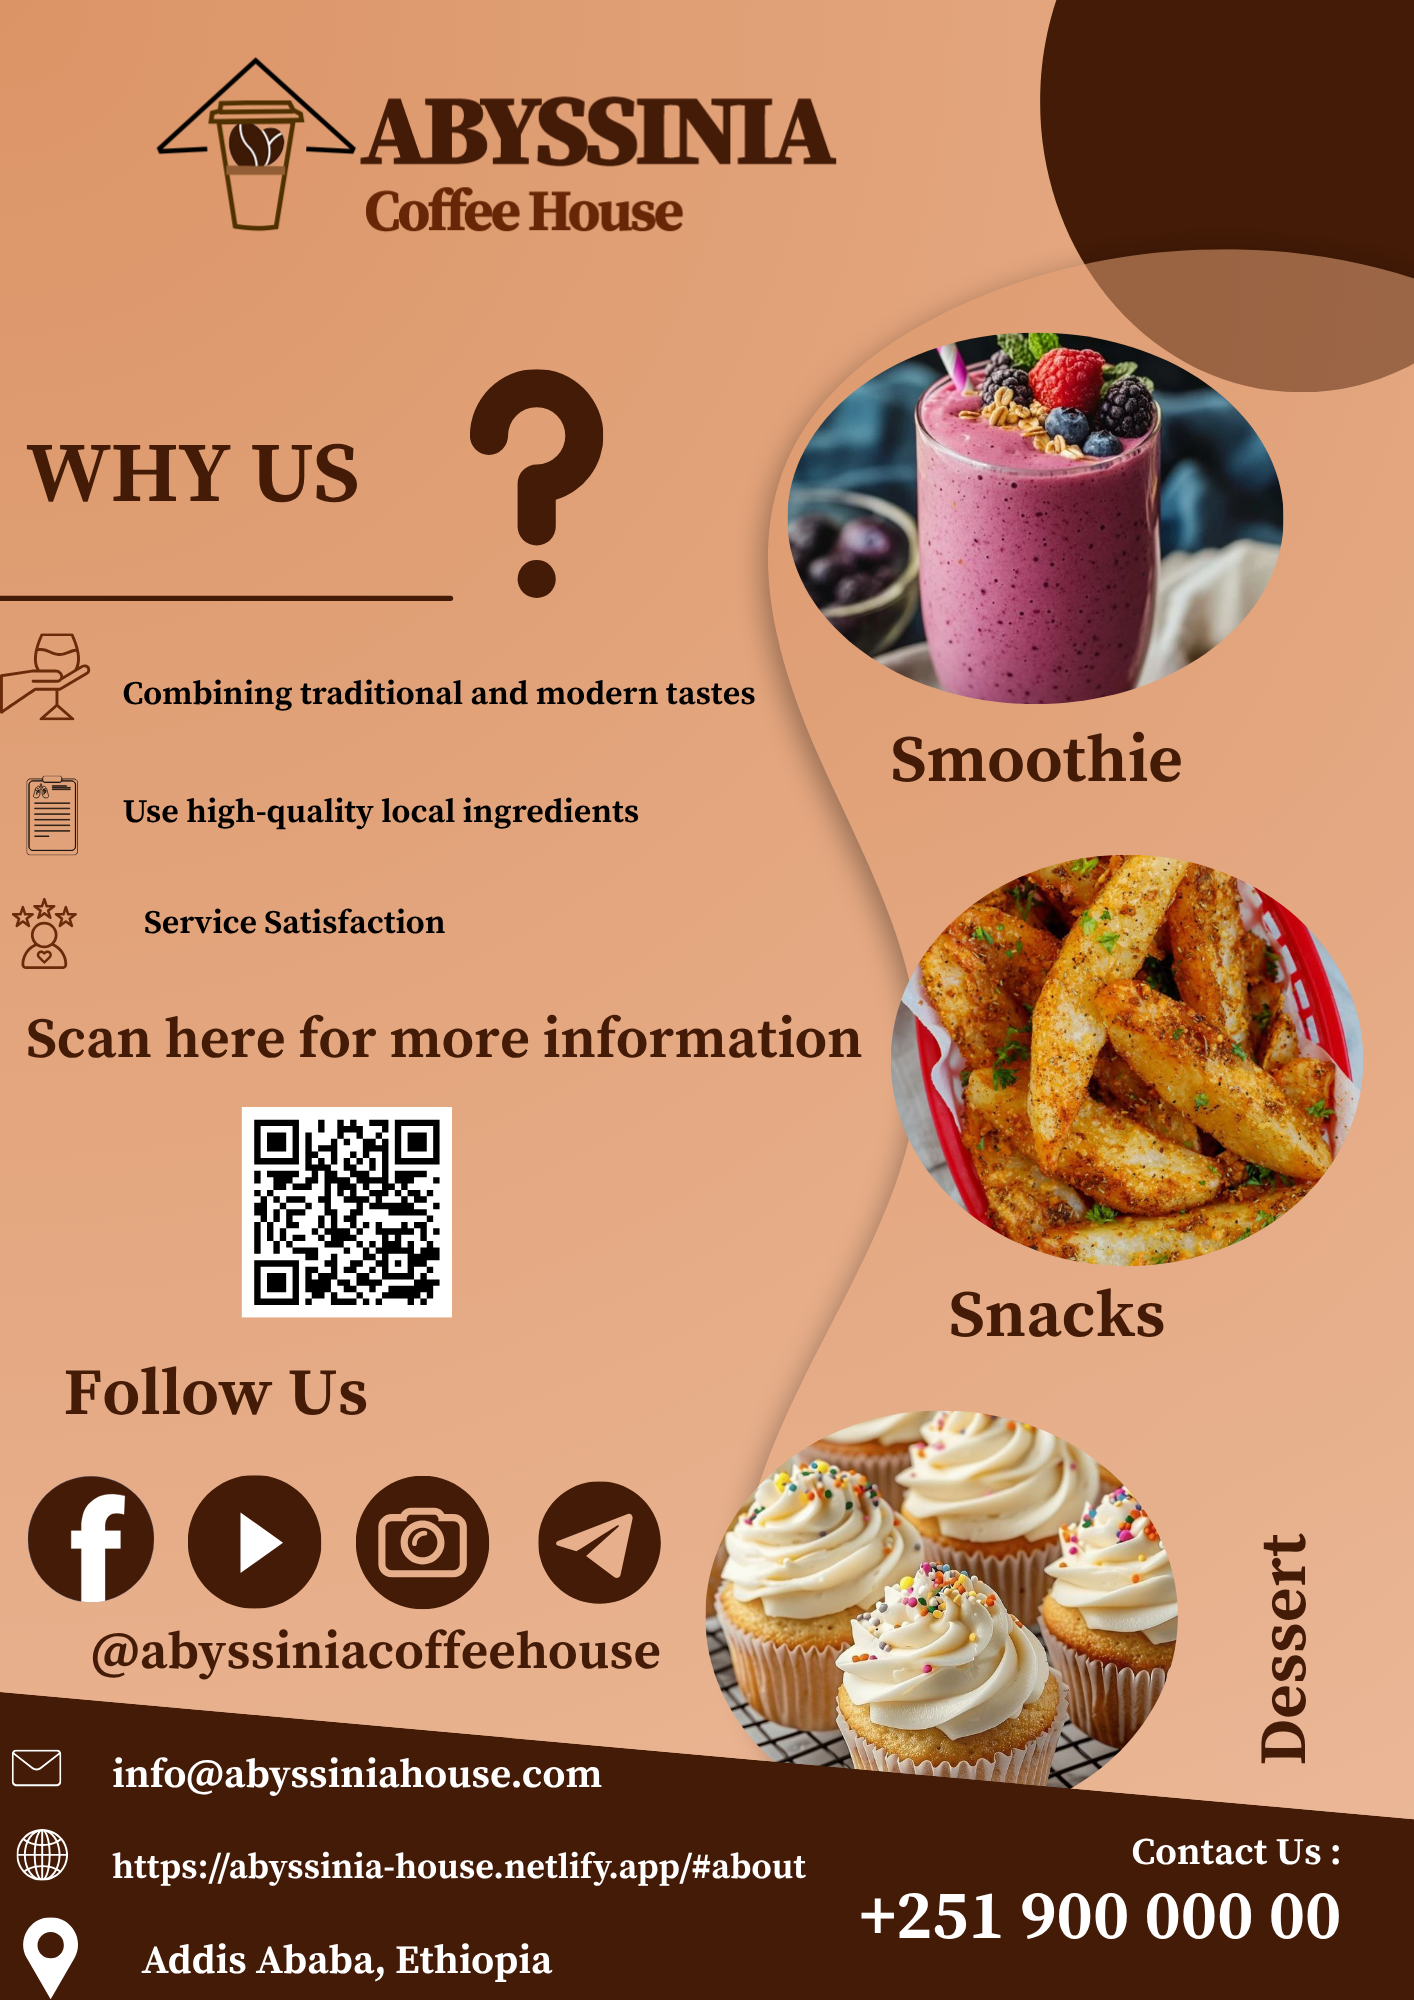 ABYSSINIA
Coffee House
WHY US
?
Combining traditional and modern tastes
Use high-quality local ingredients
Service Satisfaction
Scan here for more information
Follow Us
@abyssiniacoffeehouse
Smoothie
Snacks
Dessert
info@abyssiniahouse.com
https://abyssinia-house.netlify.app/#about
Addis Ababa, Ethiopia
Contact Us :
+251 900 000 00